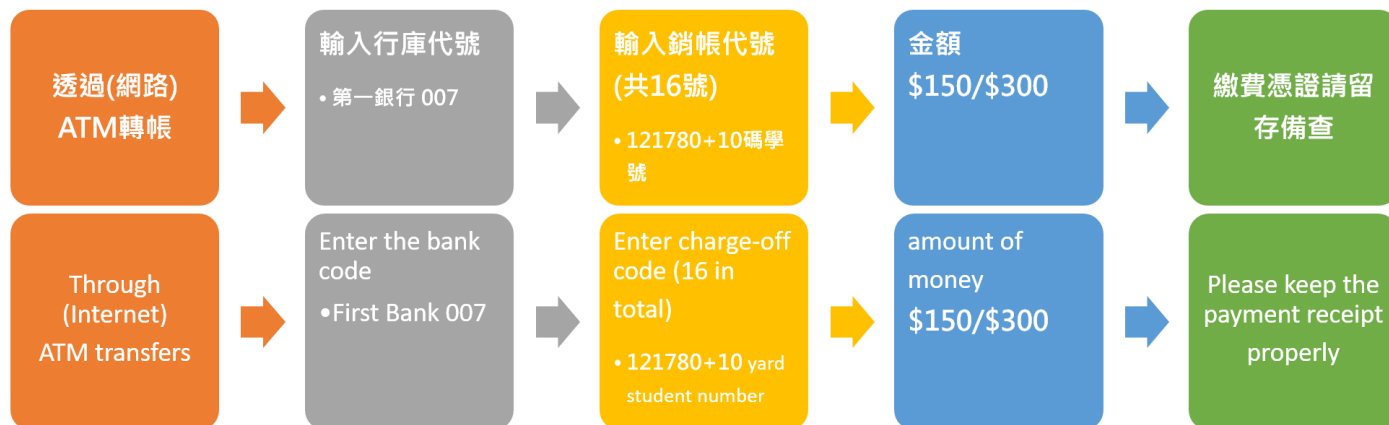 透過(網路)
ATM轉帳
輸入行庫代號
• 第一銀行 007
輸入銷帳代號
(共16號)
• 121780+10碼學
號
金額
$150/$300
繳費憑證請留
存備查
Through
(Internet)
ATM transfers
Enter the bank
code
•First Bank 007
Enter charge-off
code (16 in
total)
• 121780+10 yard
student number
amount of
money
$150/$300
Please keep the
payment receipt
properly